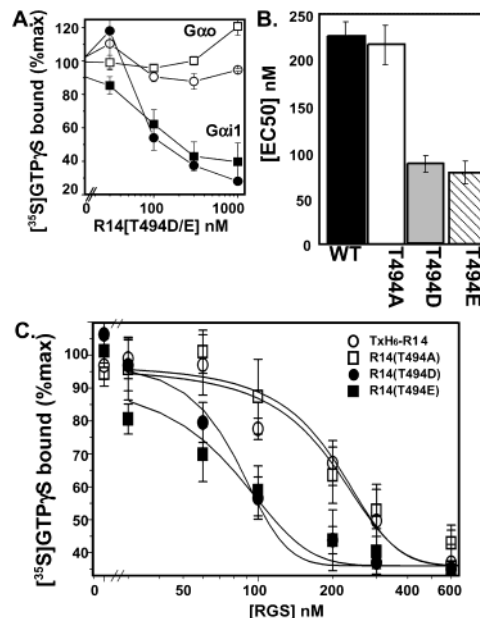 A.
[³⁵S]GTPγS bound (%max)
120
100
80
60
40
20
Gαo
Gαi1
0
100
1000
R14[T494D/E] nM
B.
[EC50] nM
250
200
150
100
50
0
WT
T494A
T494D
T494E
C.
[³⁵S]GTPγS bound (%max)
100
90
80
70
60
50
40
TxH₆-R14
R14(T494A)
R14(T494D)
R14(T494E)
0
50
100
200
400
600
[RGS] nM